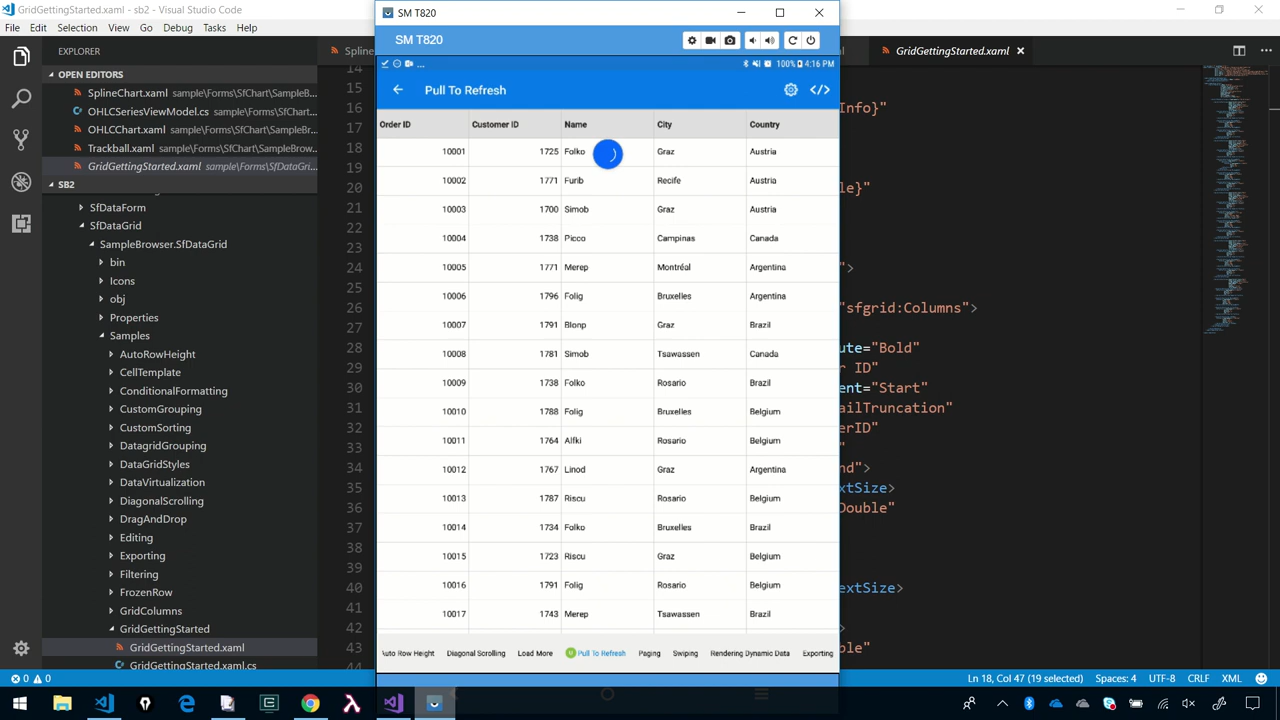 GridGettingStarted.xaml - sb2 - Visual Studio Code
SM T820
File Edit Selection
SM T820
EXPLORER
GridGettingStarted.xaml
OPEN EDITORS
SplineChart.xaml sample\Forms\SfChart\SampleB...
OHLCSeriesViewModel.cs sample\Forms\SfCh...
OHLCChart.xaml sample\Forms\SfChart\Sample...
Trackball.xaml sample\Forms\SfChart\SampleBrow...
GridGettingStarted.xaml sample\Forms\SfDataGri...
SB2
SfDataForm
SfDataGrid
SampleBrowser.SfDataGrid
bin
Icons
obj
Properties
Samples
AutoRowHeight
CellTemplate
ConditionalFormatting
CustomGrouping
CustomSorting
DatagridGrouping
DataGridStyles
DataVirtualization
DiagonalScrolling
DragAndDrop
Editing
Exporting
Filtering
FrozenRow
GridColumns
GridGettingStarted
GridGettingStarted.xaml
GridGettingStarted.xaml.cs
14
15
16 Info}"
17
18
19
20 le}"
21
22
23
24 ">
25
26 "sfgrid:Columns">
27
28 ute="Bold"
29 r ID"
30 ent="Start"
31 ailTruncation"
32 erID"
33 "
34 nd">
35 xtSize>
36 Double"
37
38
39
40 extSize>
41
42 >
43 le"
44
100% 4:16 PM
Pull To Refresh </>
Order ID Customer ID Name City Country
10001 1725 Folko Graz Austria
10002 1771 Furib Recife Austria
10003 1700 Simob Graz Austria
10004 1738 Picco Campinas Canada
10005 1771 Merep Montréal Argentina
10006 1796 Folig Bruxelles Argentina
10007 1791 Blonp Graz Brazil
10008 1781 Simob Tsawassen Canada
10009 1738 Folko Rosario Brazil
10010 1788 Folig Bruxelles Belgium
10011 1764 Alfki Rosario Belgium
10012 1767 Linod Graz Argentina
10013 1787 Riscu Rosario Belgium
10014 1734 Folko Bruxelles Brazil
10015 1723 Riscu Graz Belgium
10016 1791 Folig Rosario Belgium
10017 1743 Merep Tsawassen Brazil
Auto Row Height Diagonal Scrolling Load More Pull To Refresh Paging Swiping Rendering Dynamic Data Exporting
0 0 Ln 18, Col 47 (19 selected) Spaces: 4 UTF-8 CRLF XML